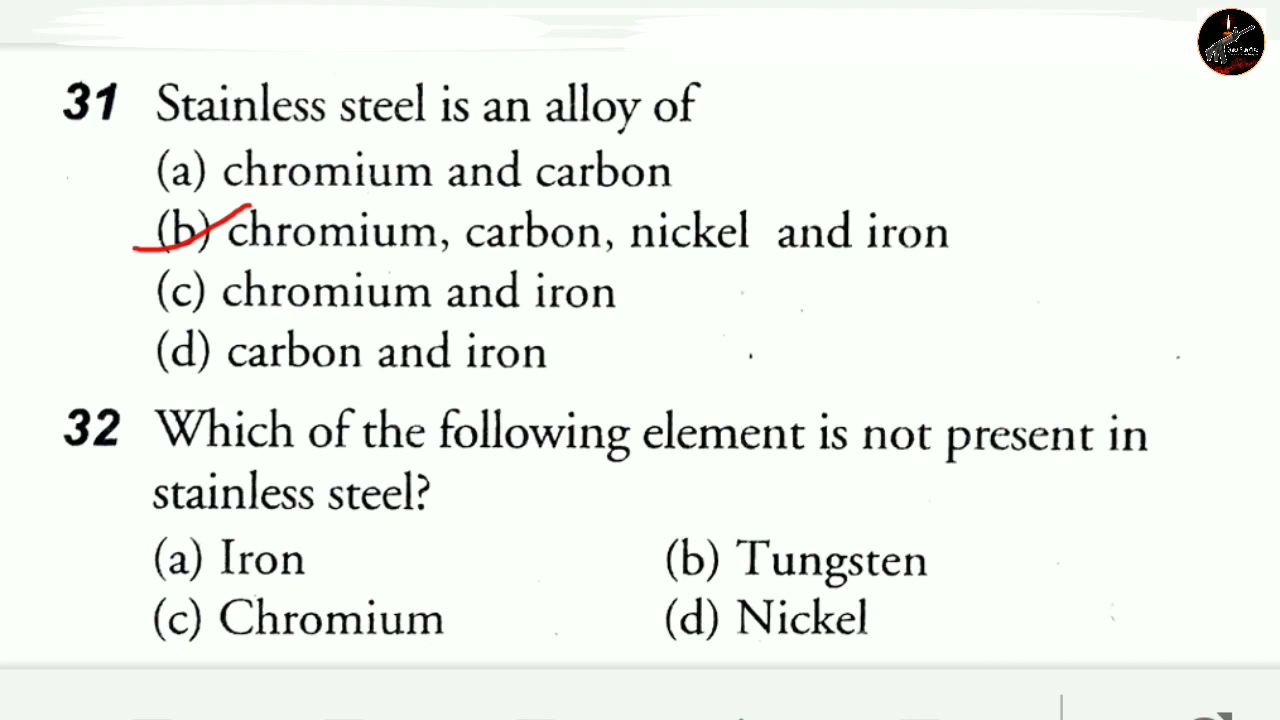 31 Stainless steel is an alloy of
(a) chromium and carbon
(b) chromium, carbon, nickel and iron
(c) chromium and iron
(d) carbon and iron
32 Which of the following element is not present in
stainless steel?
(a) Iron (b) Tungsten
(c) Chromium (d) Nickel